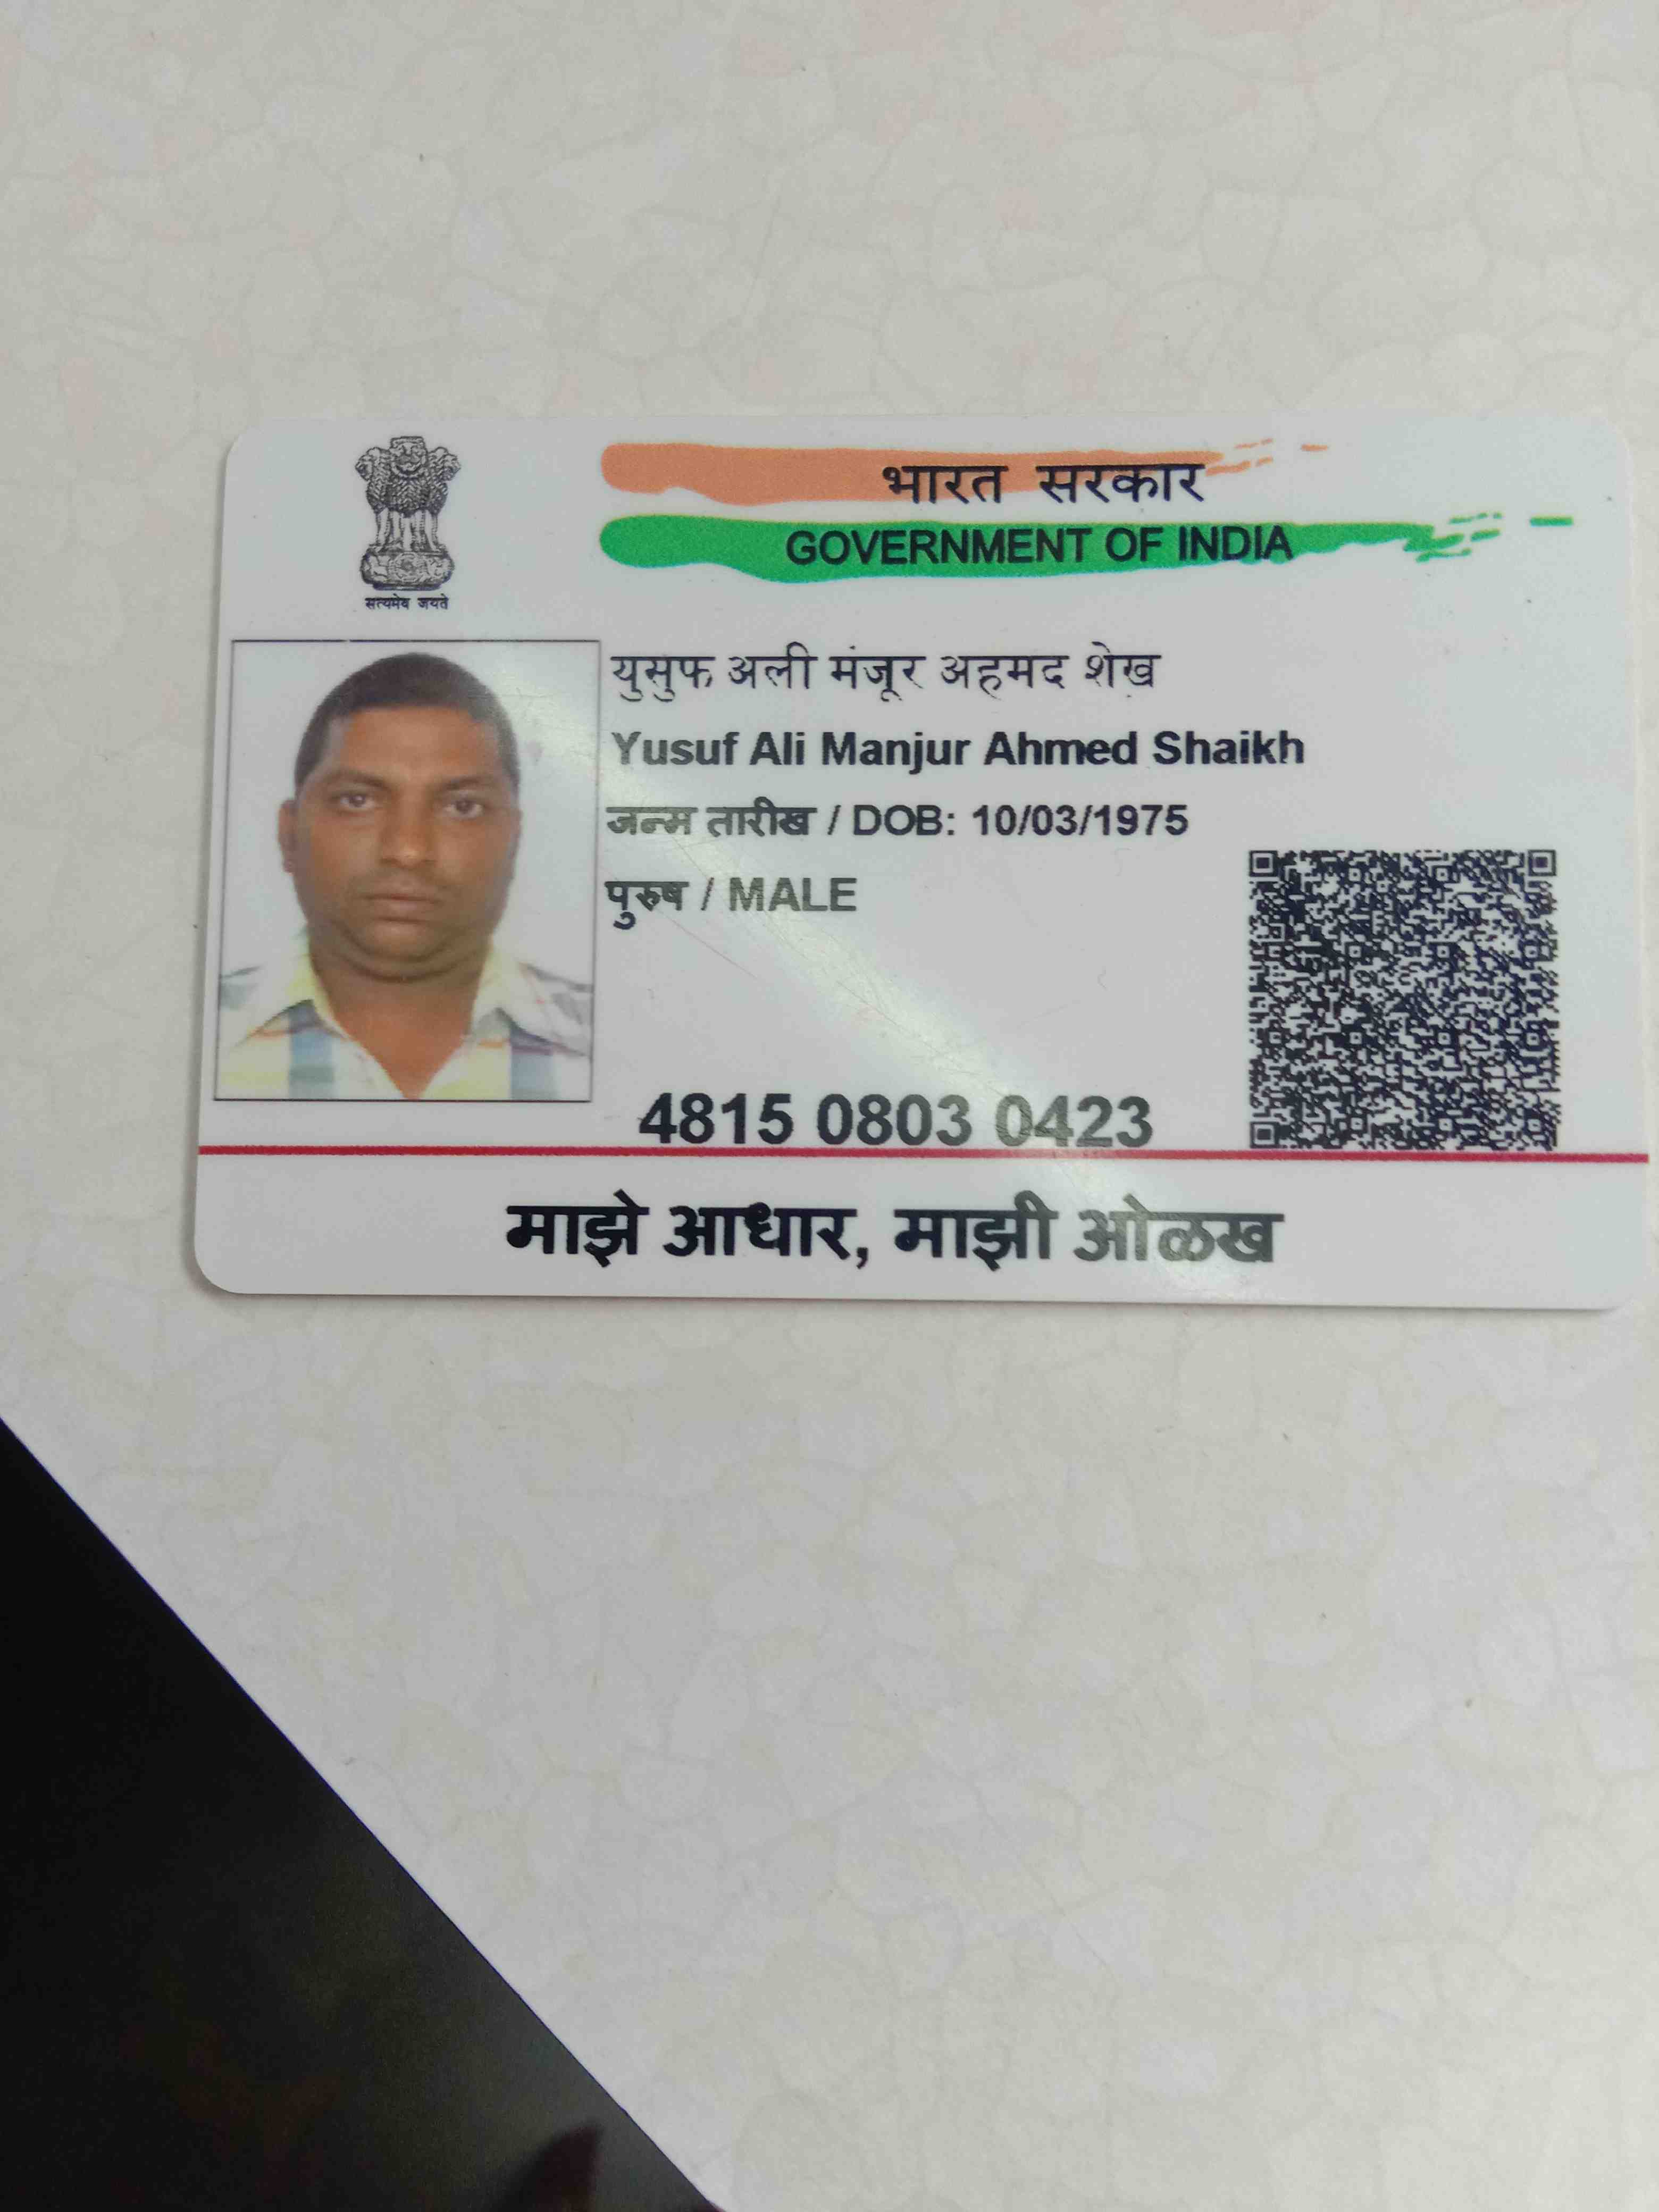 सत्यमेव जयते
भारत सरकार
GOVERNMENT OF INDIA
युसुफ अली मंजूर अहमद शेख
Yusuf Ali Manjur Ahmed Shaikh
जन्म तारीख / DOB: 10/03/1975
पुरुष / MALE
4815 0803 0423
माझे आधार, माझी ओळख